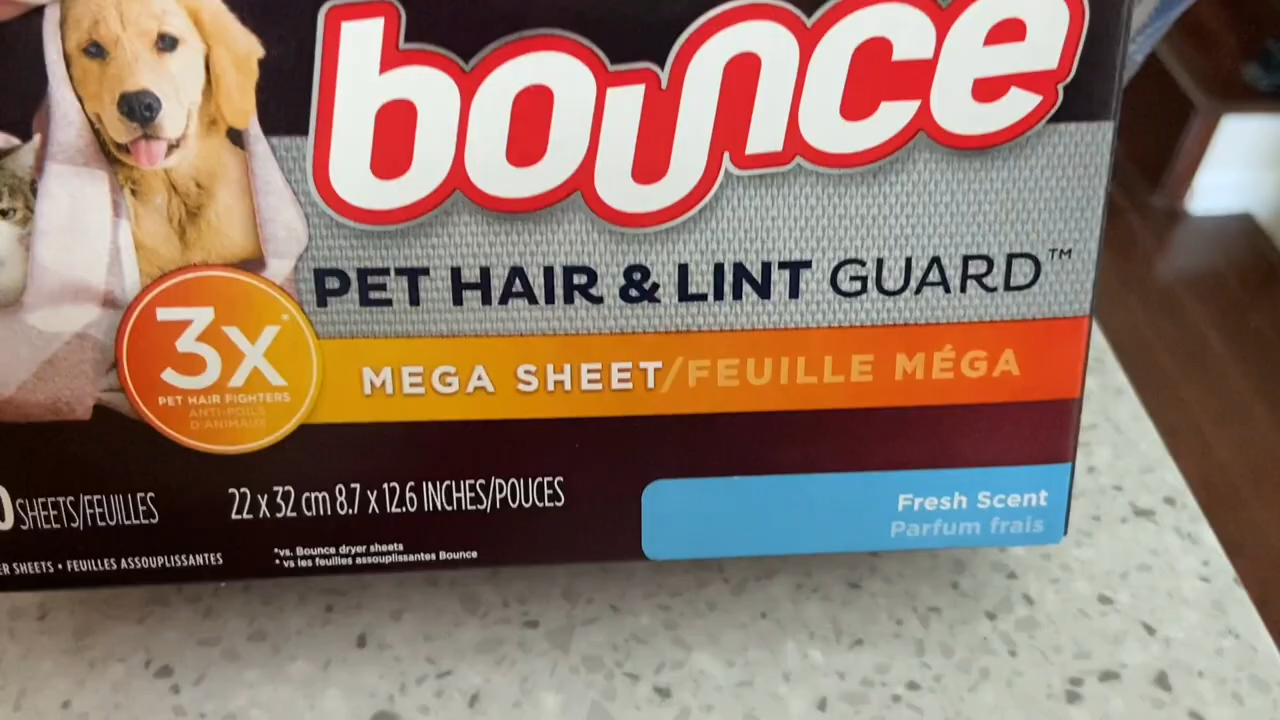 bounce
PET HAIR & LINT GUARD™
3X*
PET HAIR FIGHTERS
ANTI-POILS
D'ANIMAUX
MEGA SHEET/FEUILLE MÉGA
0 SHEETS/FEUILLES
22 x 32 cm 8.7 x 12.6 INCHES/POUCES
Fresh Scent
Parfum frais
ER SHEETS • FEUILLES ASSOUPLISSANTES
*vs. Bounce dryer sheets
* vs les feuilles assouplissantes Bounce